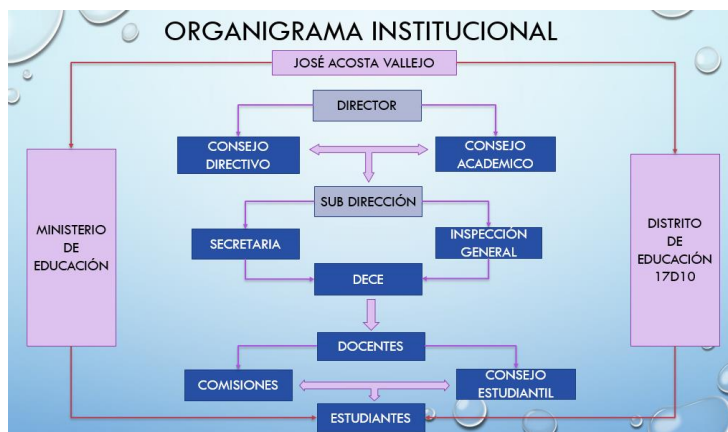 ORGANIGRAMA INSTITUCIONAL
JOSÉ ACOSTA VALLEJO
DIRECTOR
CONSEJO
DIRECTIVO
CONSEJO
ACADEMICO
SUB DIRECCIÓN
MINISTERIO
DE
EDUCACIÓN
SECRETARIA
INSPECCIÓN
GENERAL
DISTRITO
DE
EDUCACIÓN
17D10
DECE
DOCENTES
COMISIONES
CONSEJO
ESTUDIANTIL
ESTUDIANTES